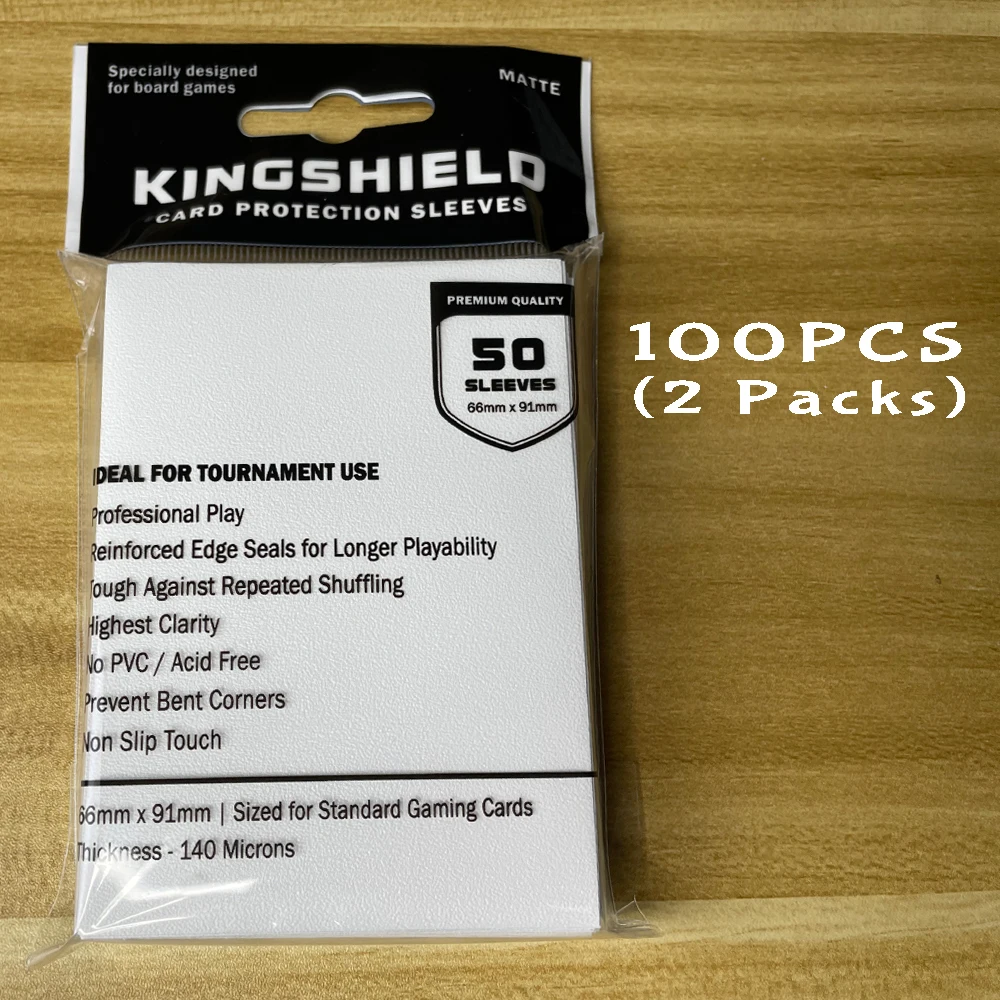 Specially designed
for board games
MATTE
KINGSHIELD
CARD PROTECTION SLEEVES
PREMIUM QUALITY
50
SLEEVES
66mm x 91mm
100PCS
(2 Packs)
IDEAL FOR TOURNAMENT USE
Professional Play
Reinforced Edge Seals for Longer Playability
Tough Against Repeated Shuffling
Highest Clarity
No PVC / Acid Free
Prevent Bent Corners
Non Slip Touch
66mm x 91mm | Sized for Standard Gaming Cards
Thickness - 140 Microns